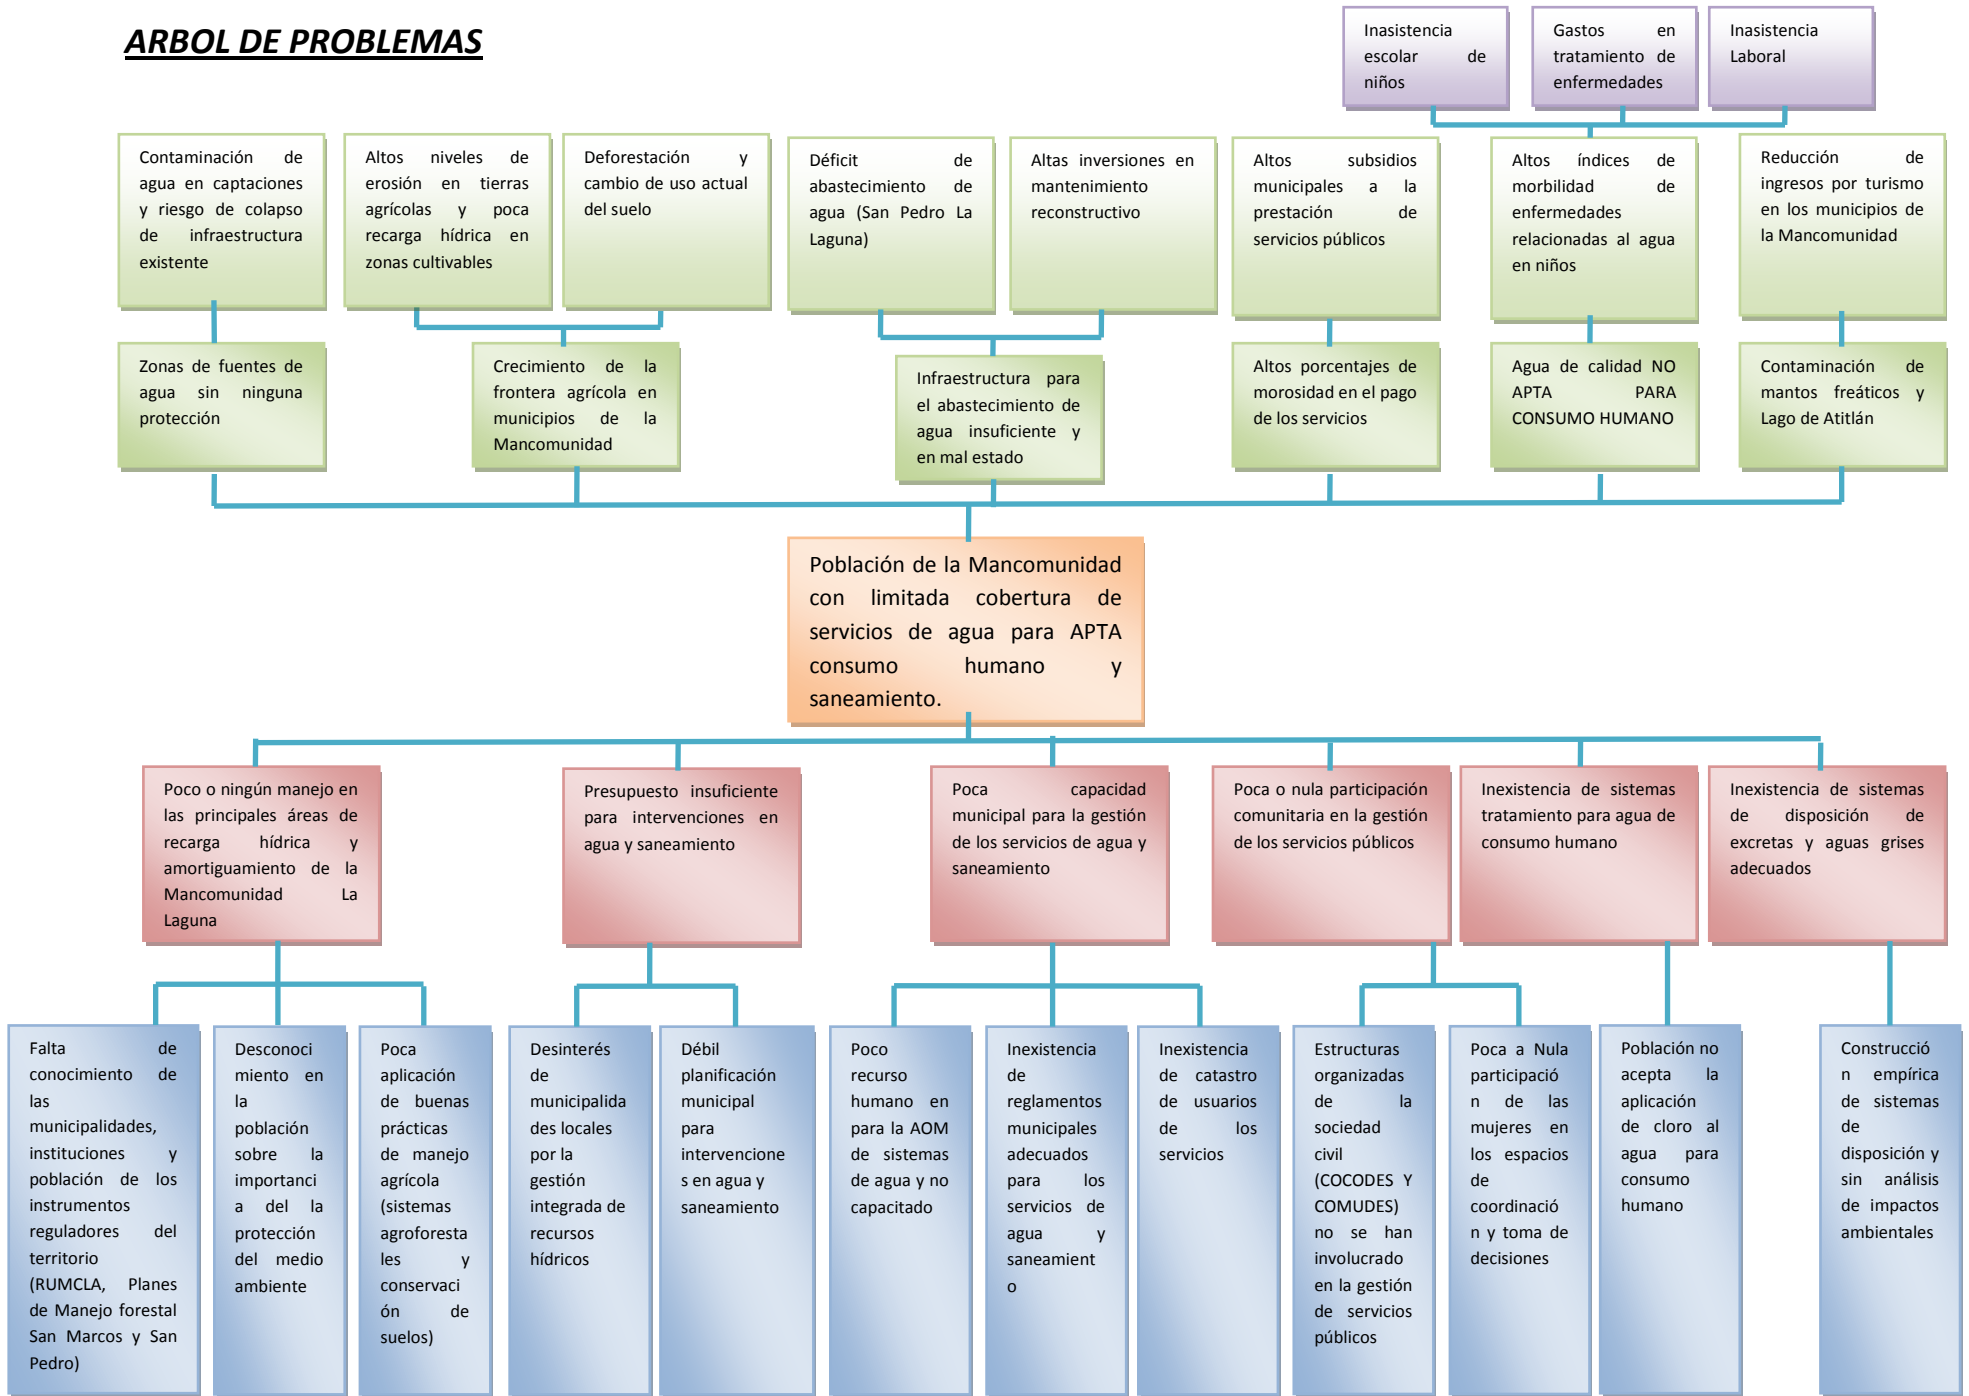 ARBOL DE PROBLEMAS
Inasistencia
escolar de
niños
Gastos en
tratamiento de
enfermedades
Inasistencia
Laboral
Contaminación de
agua en captaciones
y riesgo de colapso
de infraestructura
existente
Altos niveles de
erosión en tierras
agrícolas y poca
recarga hídrica en
zonas cultivables
Deforestación y
cambio de uso actual
del suelo
Déficit de
abastecimiento de
agua (San Pedro La
Laguna)
Altas inversiones en
mantenimiento
reconstructivo
Altos subsidios
municipales a la
prestación de
servicios públicos
Altos índices de
morbilidad de
enfermedades
relacionadas al agua
en niños
Reducción de
ingresos por turismo
en los municipios de
la Mancomunidad
Zonas de fuentes de
agua sin ninguna
protección
Crecimiento de la
frontera agrícola en
municipios de la
Mancomunidad
Infraestructura para
el abastecimiento de
agua insuficiente y
en mal estado
Altos porcentajes de
morosidad en el pago
de los servicios
Agua de calidad NO
APTA PARA
CONSUMO HUMANO
Contaminación de
mantos freáticos y
Lago de Atitlán
Población de la Mancomunidad
con limitada cobertura de
servicios de agua para APTA
consumo humano y
saneamiento.
Poco o ningún manejo en
las principales áreas de
recarga hídrica y
amortiguamiento de la
Mancomunidad La
Laguna
Presupuesto insuficiente
para intervenciones en
agua y saneamiento
Poca capacidad
municipal para la gestión
de los servicios de agua y
saneamiento
Poca o nula participación
comunitaria en la gestión
de los servicios públicos
Inexistencia de sistemas
tratamiento para agua de
consumo humano
Inexistencia de sistemas
de disposición de
excretas y aguas grises
adecuados
Falta de
conocimiento de
las
municipalidades,
instituciones y
población de los
instrumentos
reguladores del
territorio
(RUMCLA, Planes
de Manejo forestal
San Marcos y San
Pedro)
Desconoci
miento en
la
población
sobre la
importanci
a del la
protección
del medio
ambiente
Poca
aplicación
de buenas
prácticas
de manejo
agrícola
(sistemas
agroforesta
les y
conservaci
ón de
suelos)
Desinterés
de
municipalida
des locales
por la
gestión
integrada de
recursos
hídricos
Débil
planificación
municipal
para
intervencione
s en agua y
saneamiento
Poco
recurso
humano en
para la AOM
de sistemas
de agua y no
capacitado
Inexistencia
de
reglamentos
municipales
adecuados
para los
servicios de
agua y
saneamient
o
Inexistencia
de catastro
de usuarios
de los
servicios
Estructuras
organizadas
de la
sociedad
civil
(COCODES Y
COMUDES)
no se han
involucrado
en la gestión
de servicios
públicos
Poca a Nula
participació
n de las
mujeres en
los espacios
de
coordinació
n y toma de
decisiones
Población no
acepta la
aplicación
de cloro al
agua para
consumo
humano
Construcció
n empírica
de sistemas
de
disposición y
sin análisis
de impactos
ambientales